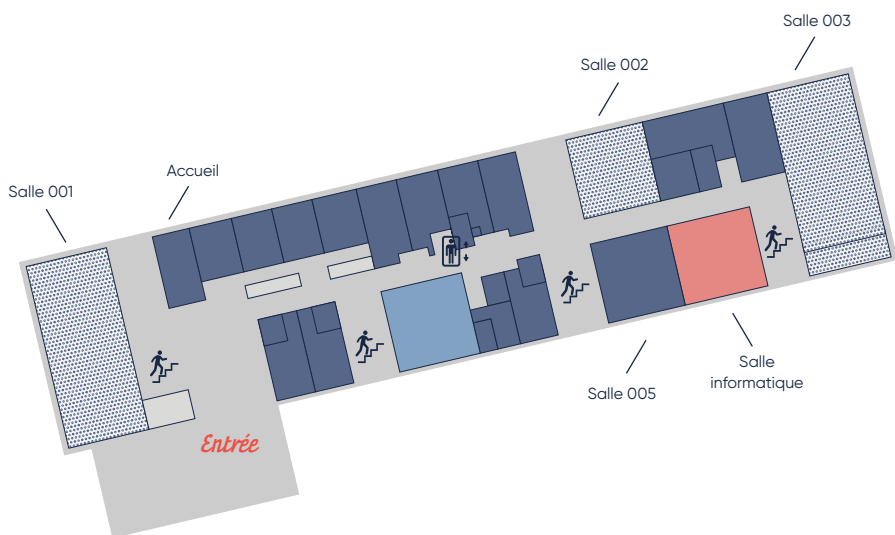 Salle 003
Salle 002
Accueil
Salle 001
Entrée
Salle
informatique
Salle 005